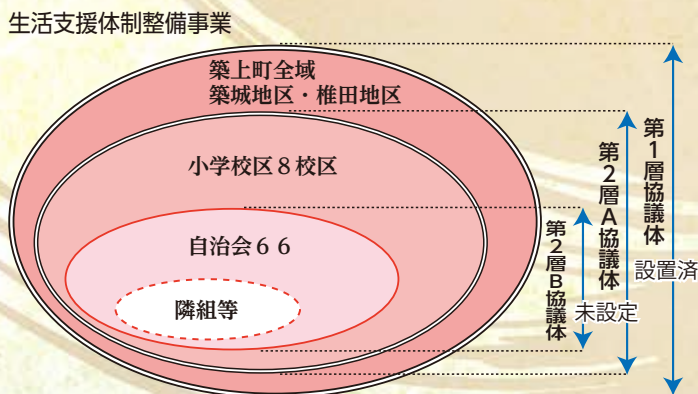 生活支援体制整備事業
築上町全域
築城地区・椎田地区
小学校区８校区
自治会６６
隣組等
第２層Ｂ協議体
未設定
第２層Ａ協議体
第１層協議体
設置済